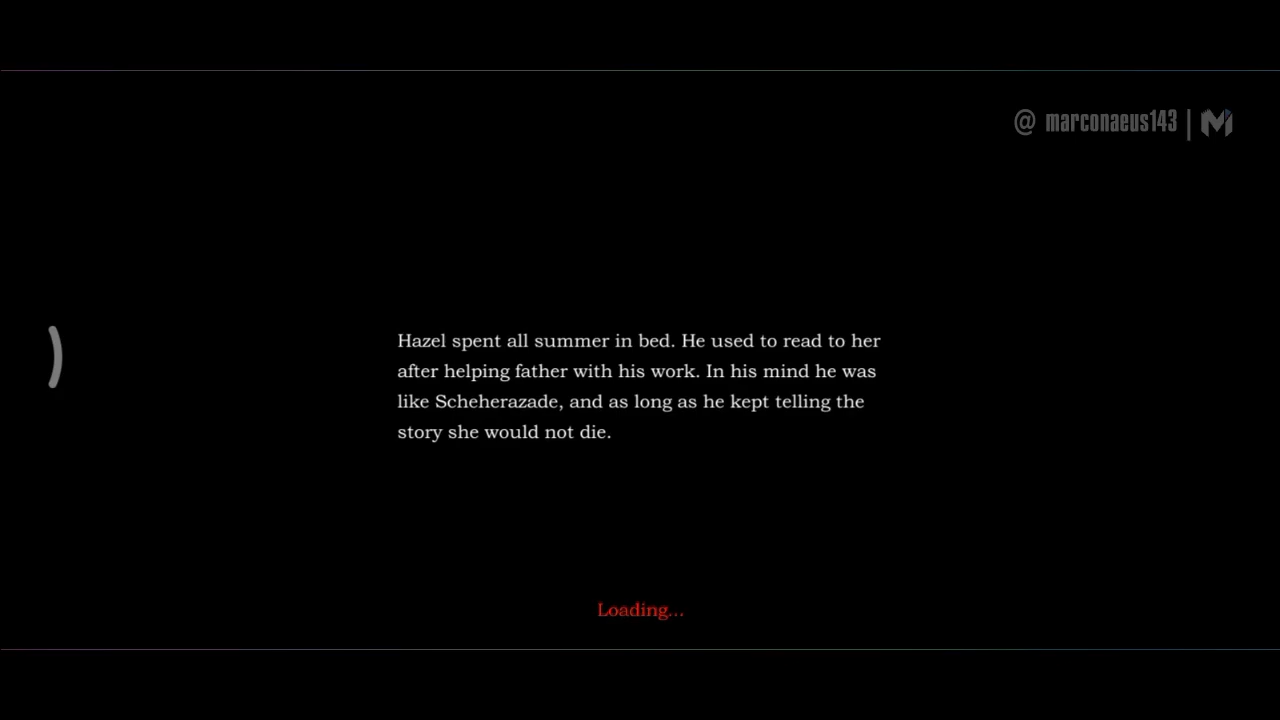 @ marconaeus143 | M
Hazel spent all summer in bed. He used to read to her
after helping father with his work. In his mind he was
like Scheherazade, and as long as he kept telling the
story she would not die.
Loading...